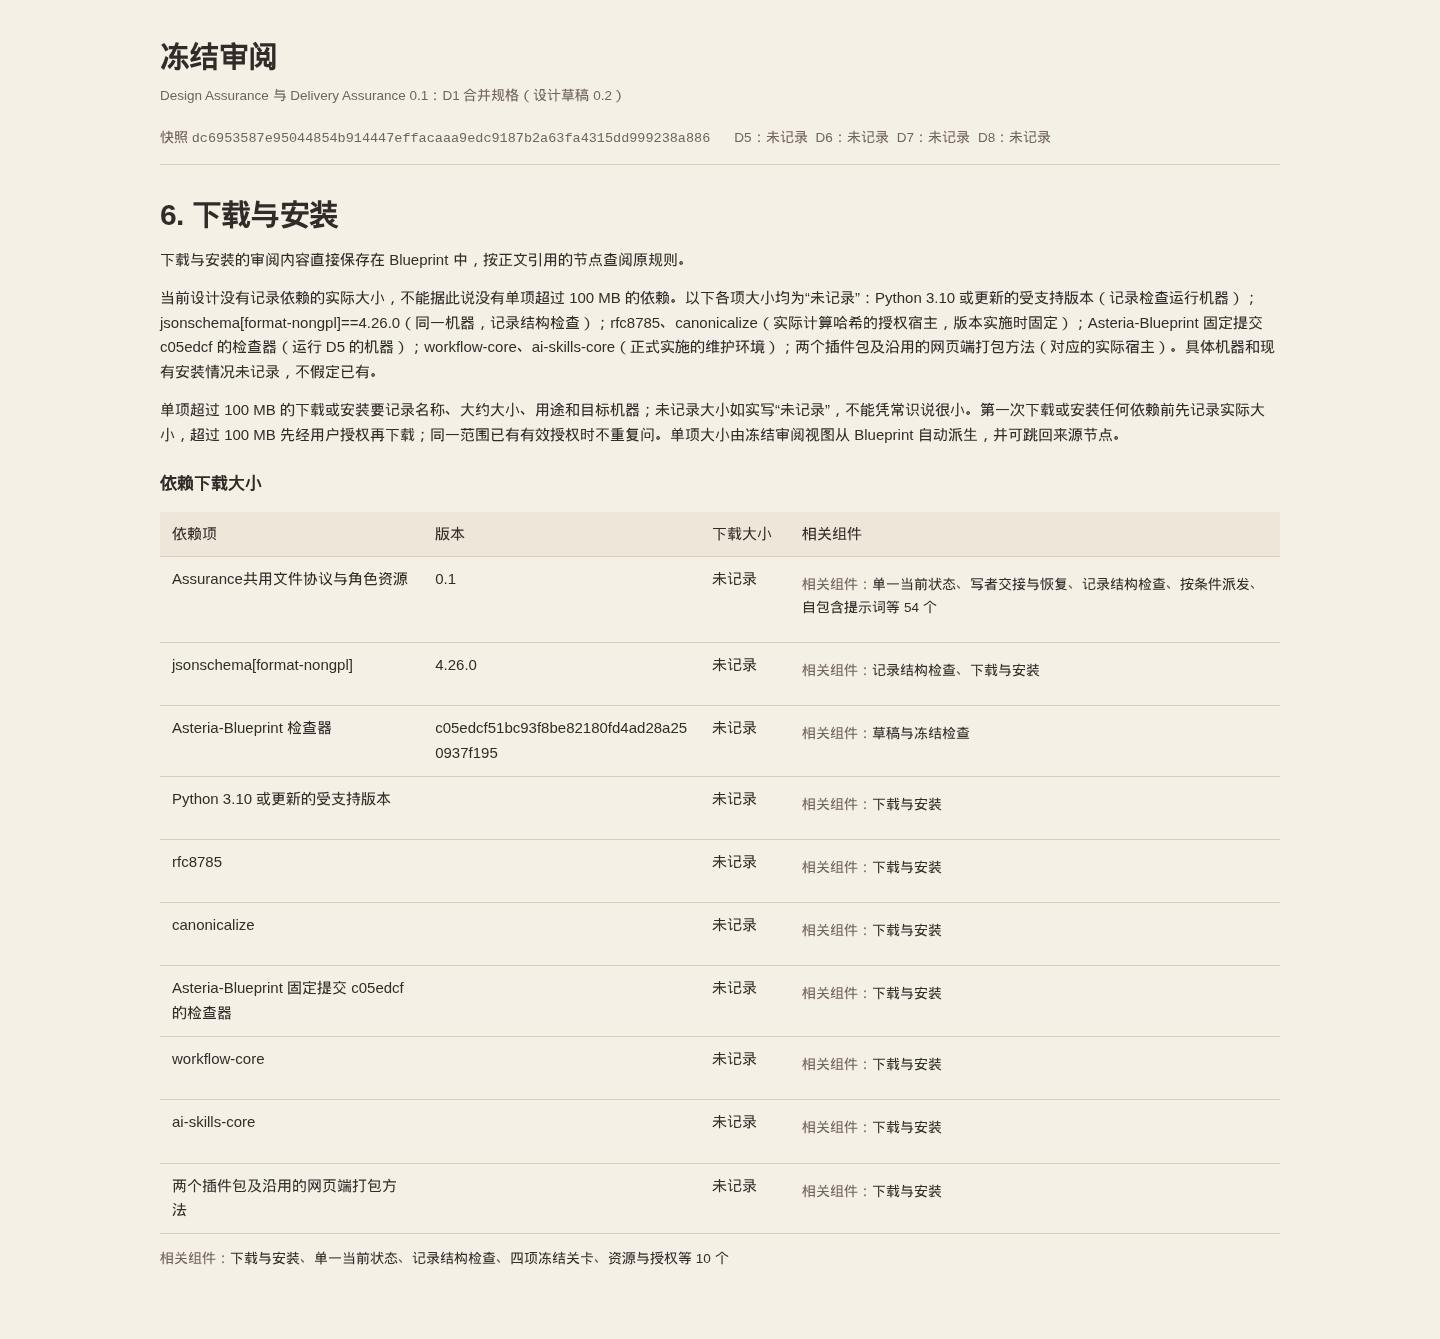 冻结审阅
Design Assurance 与 Delivery Assurance 0.1：D1 合并规格（设计草稿 0.2）
快照 dc6953587e95044854b914447effacaaa9edc9187b2a63fa4315dd999238a886 D5：未记录 D6：未记录 D7：未记录 D8：未记录
6. 下载与安装
下载与安装的审阅内容直接保存在 Blueprint 中，按正文引用的节点查阅原规则。
当前设计没有记录依赖的实际大小，不能据此说没有单项超过 100 MB 的依赖。以下各项大小均为“未记录”：Python 3.10 或更新的受支持版本（记录检查运行机器）；
jsonschema[format-nongpl]==4.26.0（同一机器，记录结构检查）；rfc8785、canonicalize（实际计算哈希的授权宿主，版本实施时固定）；Asteria-Blueprint 固定提交
c05edcf 的检查器（运行 D5 的机器）；workflow-core、ai-skills-core（正式实施的维护环境）；两个插件包及沿用的网页端打包方法（对应的实际宿主）。具体机器和现
有安装情况未记录，不假定已有。
单项超过 100 MB 的下载或安装要记录名称、大约大小、用途和目标机器；未记录大小如实写“未记录”，不能凭常识说很小。第一次下载或安装任何依赖前先记录实际大
小，超过 100 MB 先经用户授权再下载；同一范围已有有效授权时不重复问。单项大小由冻结审阅视图从 Blueprint 自动派生，并可跳回来源节点。
依赖下载大小
依赖项 版本 下载大小 相关组件
Assurance共用文件协议与角色资源 0.1 未记录 相关组件：单一当前状态、写者交接与恢复、记录结构检查、按条件派发、
自包含提示词等 54 个
jsonschema[format-nongpl] 4.26.0 未记录 相关组件：记录结构检查、下载与安装
Asteria-Blueprint 检查器 c05edcf51bc93f8be82180fd4ad28a25 未记录 相关组件：草稿与冻结检查
0937f195
Python 3.10 或更新的受支持版本 未记录 相关组件：下载与安装
rfc8785 未记录 相关组件：下载与安装
canonicalize 未记录 相关组件：下载与安装
Asteria-Blueprint 固定提交 c05edcf 未记录 相关组件：下载与安装
的检查器
workflow-core 未记录 相关组件：下载与安装
ai-skills-core 未记录 相关组件：下载与安装
两个插件包及沿用的网页端打包方 未记录 相关组件：下载与安装
法
相关组件：下载与安装、单一当前状态、记录结构检查、四项冻结关卡、资源与授权等 10 个